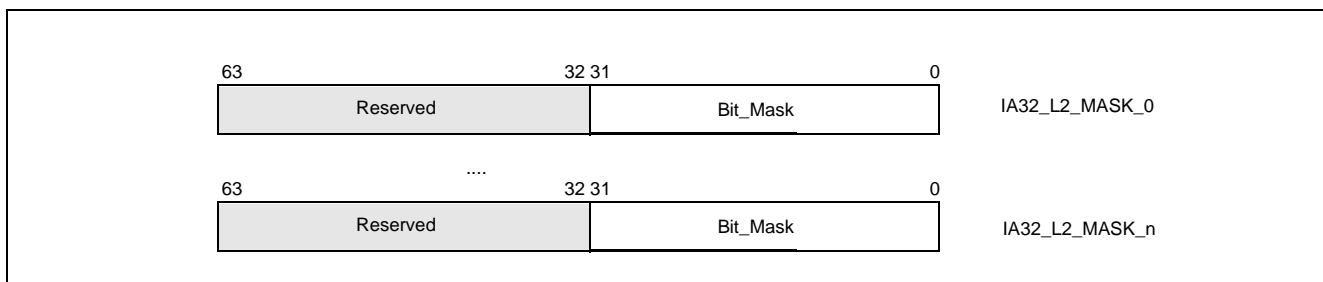 63 32 31 0
Reserved Bit_Mask IA32_L2_MASK_0
....
63 32 31 0
Reserved Bit_Mask IA32_L2_MASK_n